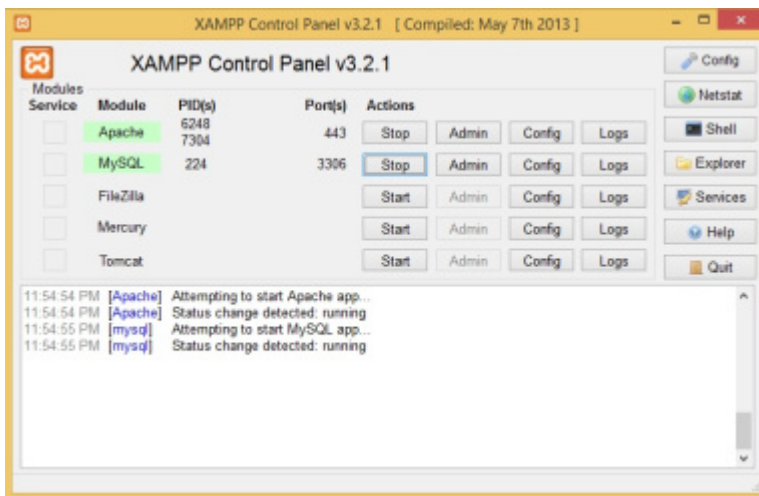 XAMPP Control Panel v3.2.1 [ Compiled: May 7th 2013 ]
XAMPP Control Panel v3.2.1
Config
Modules
Service Module PID(s) Port(s) Actions
Netstat
Apache 6248 7304 443 Stop Admin Config Logs
Shell
MySQL 224 3306 Stop Admin Config Logs
Explorer
FileZilla Start Admin Config Logs
Services
Mercury Start Admin Config Logs
Help
Tomcat Start Admin Config Logs
Quit
11:54:54 PM [Apache] Attempting to start Apache app...
11:54:54 PM [Apache] Status change detected: running
11:54:55 PM [mysql] Attempting to start MySQL app...
11:54:55 PM [mysql] Status change detected: running